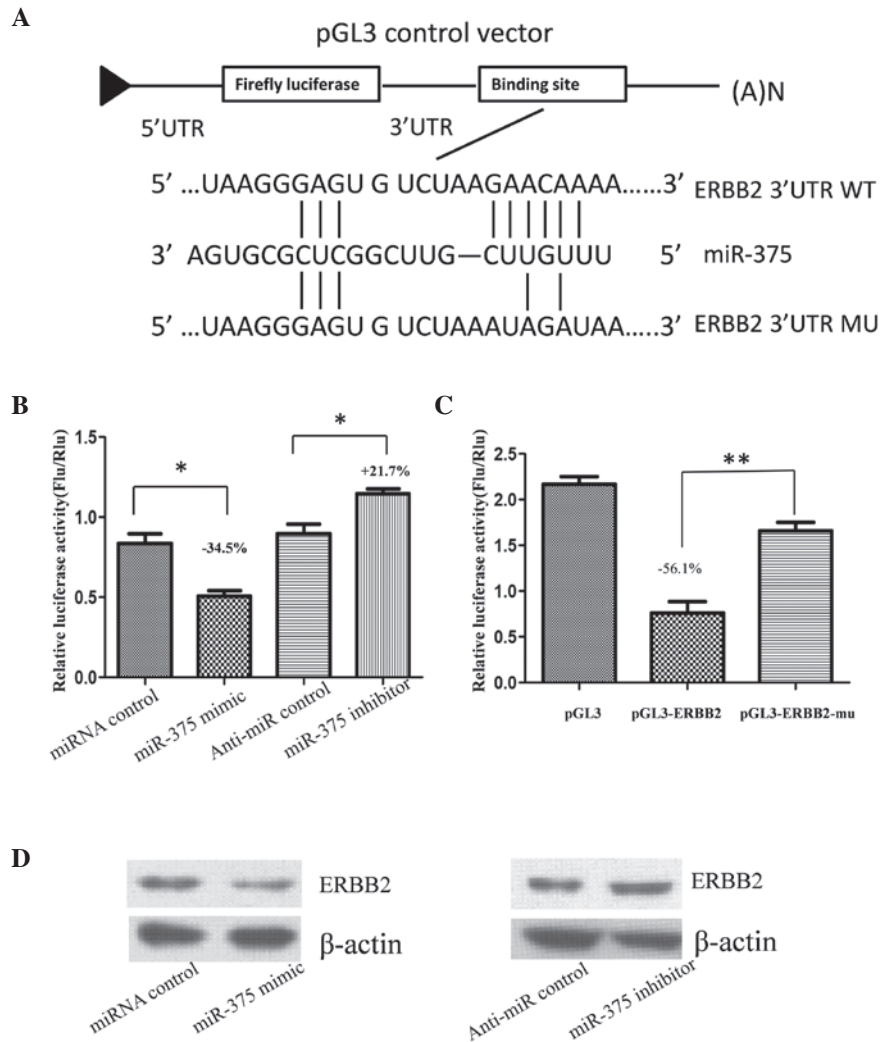 A
pGL3 control vector
Firefly luciferase
Binding site
(A)N
5′UTR
3′UTR
5′ ...UAAGGGAGU G UCUAAGAACAAAA......3′ ERBB2 3′UTR WT
3′ AGUGCGCUCGGCUUG—CUUGUUU 5′ miR-375
5′ ...UAAGGGAGU G UCUAAAUAGAUAA.....3′ ERBB2 3′UTR MU
B
Relative luciferase activity(Flu/Rlu)
1.5
1.0
0.5
0.0
*
-34.5%
*
+21.7%
miRNA control
miR-375 mimic
Anti-miR control
miR-375 inhibitor
C
Relative luciferase activity(Flu/Rlu)
2.5
2.0
1.5
1.0
0.5
0.0
**
-56.1%
pGL3
pGL3-ERBB2
pGL3-ERBB2-mu
D
ERBB2
β-actin
miRNA control
miR-375 mimic
ERBB2
β-actin
Anti-miR control
miR-375 inhibitor